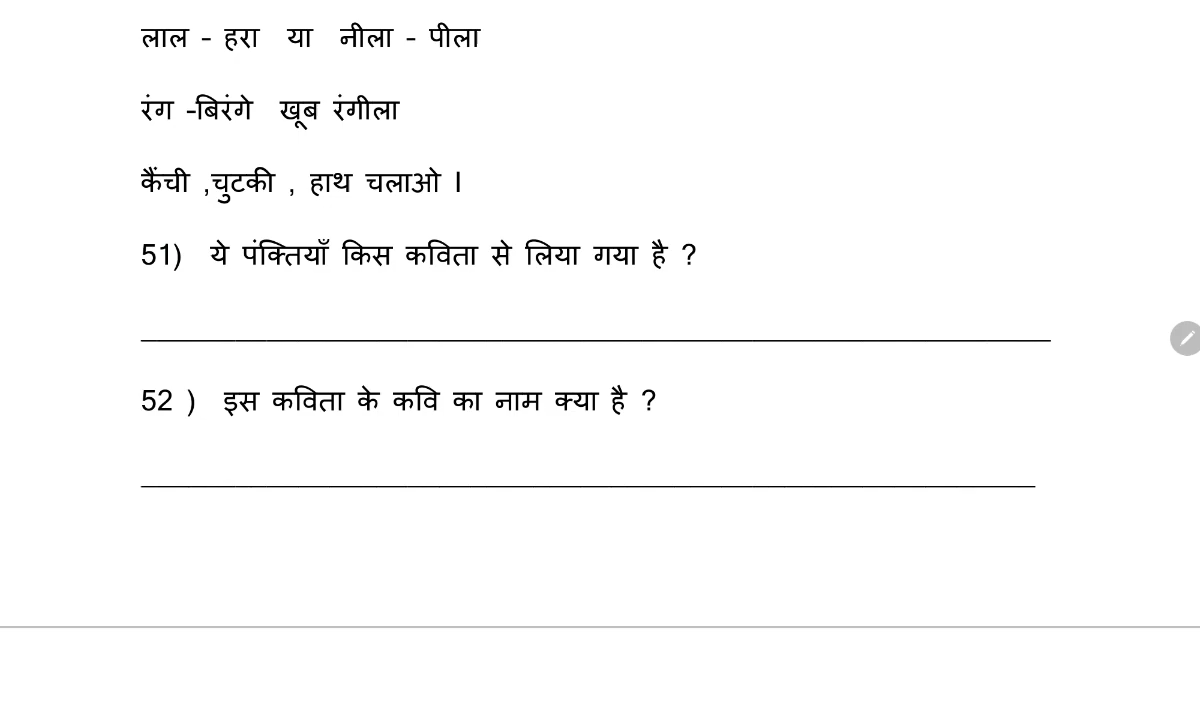 लाल - हरा या नीला - पीला
रंग -बिरंगे खूब रंगीला
कैंची ,चुटकी , हाथ चलाओ l
51) ये पंक्तियाँ किस कविता से लिया गया है ?
52 ) इस कविता के कवि का नाम क्या है ?